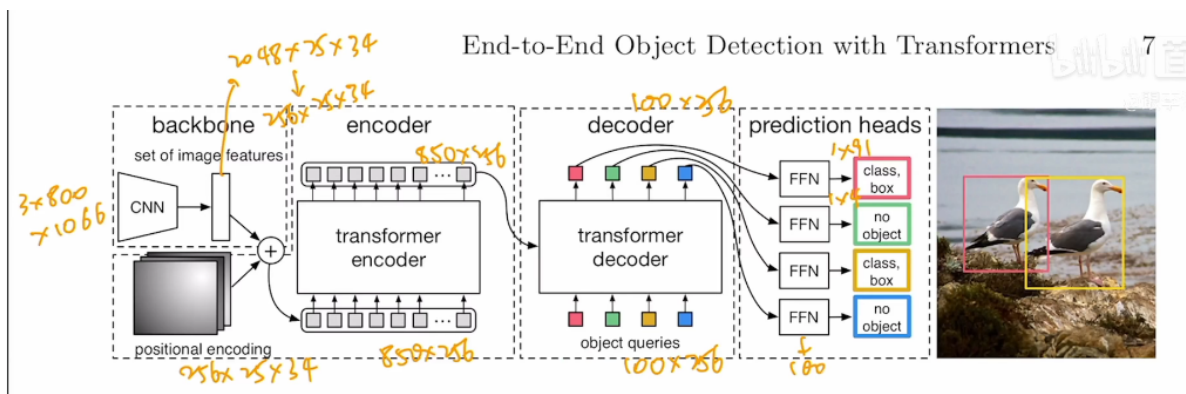 End-to-End Object Detection with Transformers 7
bilibili
2048×25×34
256×25×34
100×256
backbone
encoder
decoder
prediction heads
set of image features
850×256
1×91
3×800
×1066
CNN
FFN
class,
box
1×4
transformer
encoder
transformer
decoder
FFN
no
object
+
FFN
class,
box
FFN
no
object
positional encoding
850×256
object queries
256×25×34
100×256
100